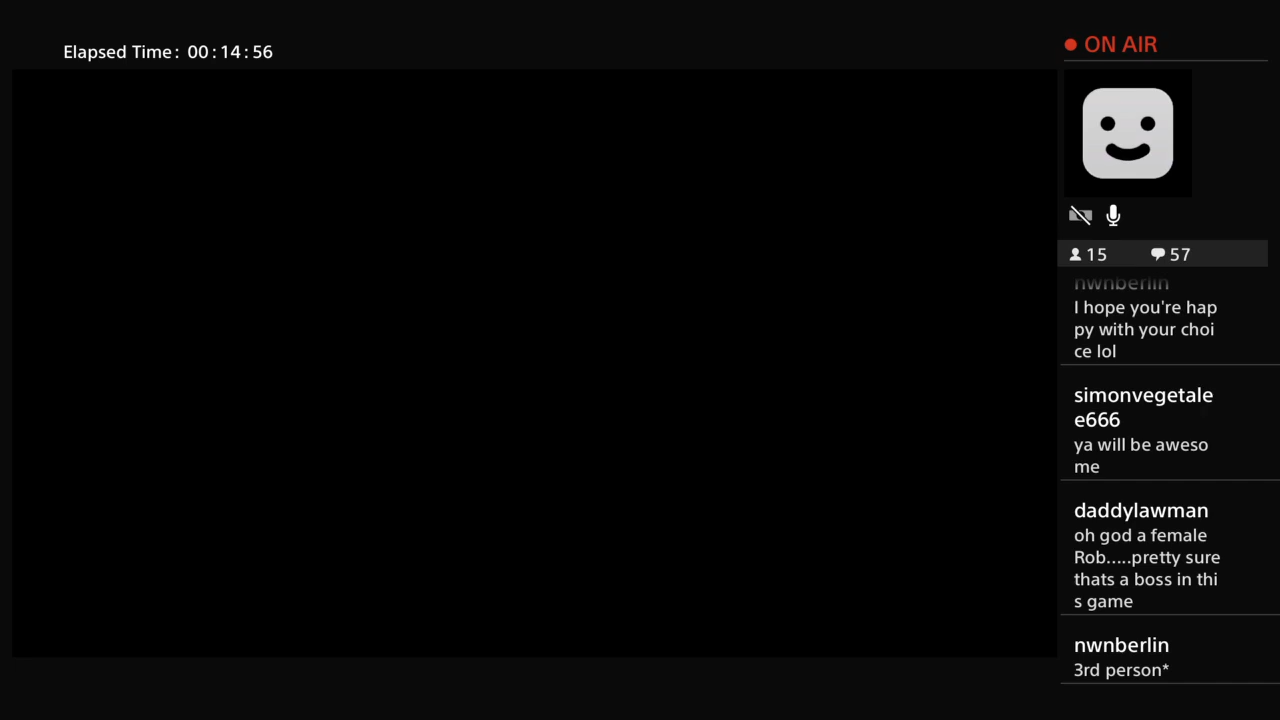 Elapsed Time: 00:14:56
ON AIR
15 57
nwnberlin
I hope you're hap
py with your choi
ce lol
simonvegetale
e666
ya will be aweso
me
daddylawman
oh god a female
Rob.....pretty sure
thats a boss in thi
s game
nwnberlin
3rd person*